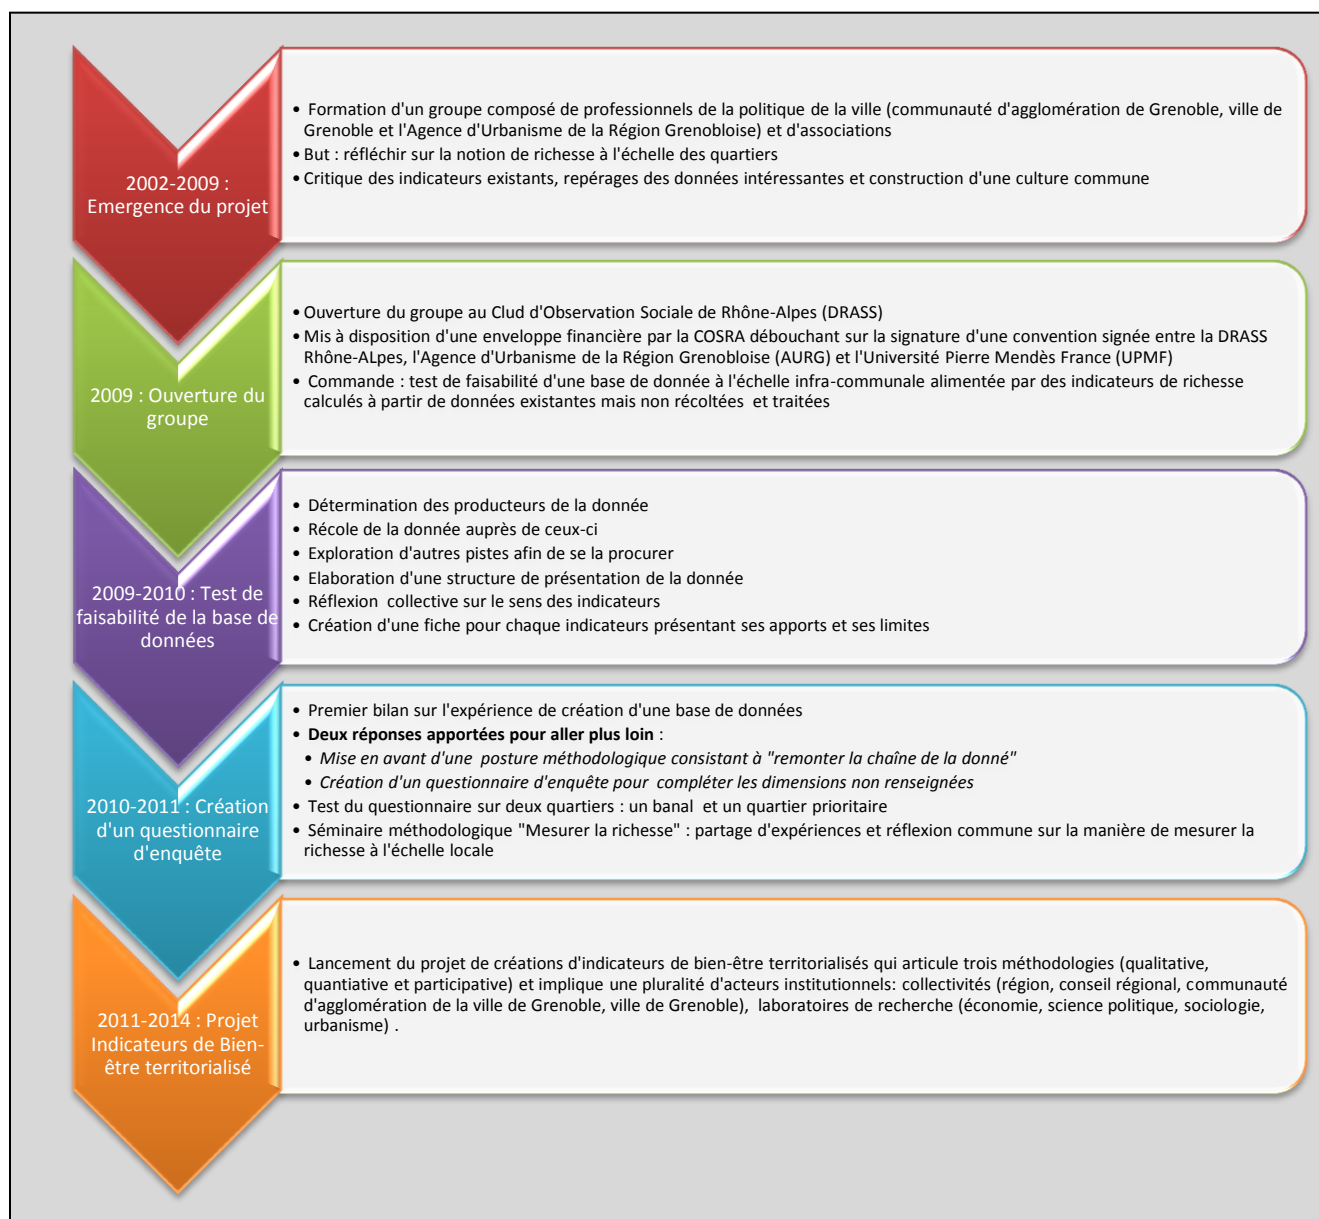 2002-2009 :
Emergence du projet
• Formation d'un groupe composé de professionnels de la politique de la ville (communauté d'agglomération de Grenoble, ville de
Grenoble et l'Agence d'Urbanisme de la Région Grenobloise) et d'associations
• But : réfléchir sur la notion de richesse à l'échelle des quartiers
• Critique des indicateurs existants, repérages des données intéressantes et construction d'une culture commune
2009 : Ouverture du
groupe
• Ouverture du groupe au Clud d'Observation Sociale de Rhône-Alpes (DRASS)
• Mis à disposition d'une enveloppe financière par la COSRA débouchant sur la signature d'une convention signée entre la DRASS
Rhône-ALpes, l'Agence d'Urbanisme de la Région Grenobloise (AURG) et l'Université Pierre Mendès France (UPMF)
• Commande : test de faisabilité d'une base de donnée à l'échelle infra-communale alimentée par des indicateurs de richesse
calculés à partir de données existantes mais non récoltées et traitées
2009-2010 : Test de
faisabilité de la base de
données
• Détermination des producteurs de la donnée
• Récole de la donnée auprès de ceux-ci
• Exploration d'autres pistes afin de se la procurer
• Elaboration d'une structure de présentation de la donnée
• Réflexion collective sur le sens des indicateurs
• Création d'une fiche pour chaque indicateurs présentant ses apports et ses limites
2010-2011 : Création
d'un questionnaire
d'enquête
• Premier bilan sur l'expérience de création d'une base de données
• Deux réponses apportées pour aller plus loin :
• Mise en avant d'une posture méthodologique consistant à "remonter la chaîne de la donné"
• Création d'un questionnaire d'enquête pour compléter les dimensions non renseignées
• Test du questionnaire sur deux quartiers : un banal et un quartier prioritaire
• Séminaire méthodologique "Mesurer la richesse" : partage d'expériences et réflexion commune sur la manière de mesurer la
richesse à l'échelle locale
2011-2014 : Projet
Indicateurs de Bien-
être territorialisé
• Lancement du projet de créations d'indicateurs de bien-être territorialisés qui articule trois méthodologies (qualitative,
quantiative et participative) et implique une pluralité d'acteurs institutionnels: collectivités (région, conseil régional, communauté
d'agglomération de la ville de Grenoble, ville de Grenoble), laboratoires de recherche (économie, science politique, sociologie,
urbanisme) .